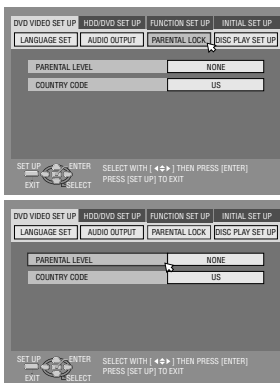 DVD VIDEO SET UP HDD/DVD SET UP FUNCTION SET UP INITIAL SET UP
LANGUAGE SET AUDIO OUTPUT PARENTAL LOCK DISC PLAY SET UP
PARENTAL LEVEL NONE
COUNTRY CODE US
SET UP ENTER SELECT WITH [ ] THEN PRESS [ENTER]
EXIT SELECT PRESS [SET UP] TO EXIT
DVD VIDEO SET UP HDD/DVD SET UP FUNCTION SET UP INITIAL SET UP
LANGUAGE SET AUDIO OUTPUT PARENTAL LOCK DISC PLAY SET UP
PARENTAL LEVEL NONE
COUNTRY CODE US
SET UP ENTER SELECT WITH [ ] THEN PRESS [ENTER]
EXIT SELECT PRESS [SET UP] TO EXIT